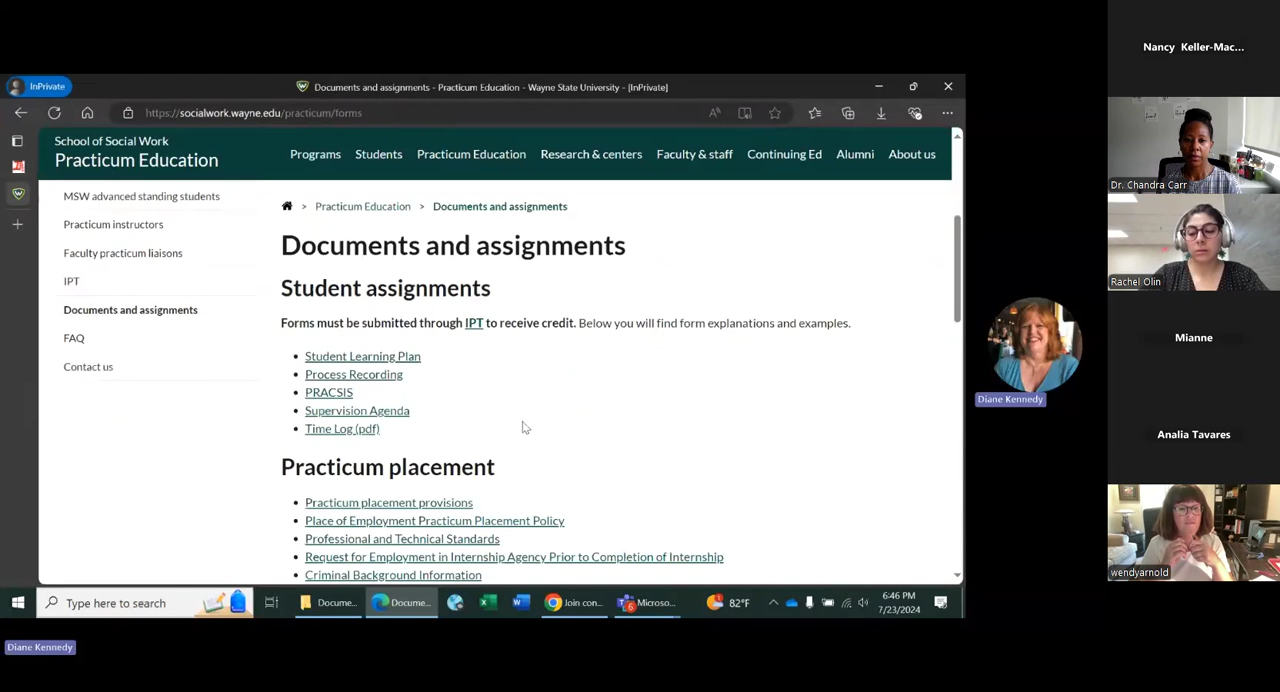 Nancy Keller-Mac...
InPrivate
Documents and assignments - Practicum Education - Wayne State University - [InPrivate]
https://socialwork.wayne.edu/practicum/forms
School of Social Work
Practicum Education
Programs
Students
Practicum Education
Research & centers
Faculty & staff
Continuing Ed
Alumni
About us
MSW advanced standing students
Practicum instructors
Faculty practicum liaisons
IPT
Documents and assignments
FAQ
Contact us
> Practicum Education > Documents and assignments
Documents and assignments
Student assignments
Forms must be submitted through IPT to receive credit. Below you will find form explanations and examples.
• Student Learning Plan
• Process Recording
• PRACSIS
• Supervision Agenda
• Time Log (pdf)
Practicum placement
• Practicum placement provisions
• Place of Employment Practicum Placement Policy
• Professional and Technical Standards
• Request for Employment in Internship Agency Prior to Completion of Internship
• Criminal Background Information
Type here to search
Docume...
Docume...
Join con...
6
Microso...
82°F
6:46 PM
7/23/2024
Diane Kennedy
Dr. Chandra Carr
Rachel Olin
Mianne
Diane Kennedy
Analia Tavares
wendyarnold